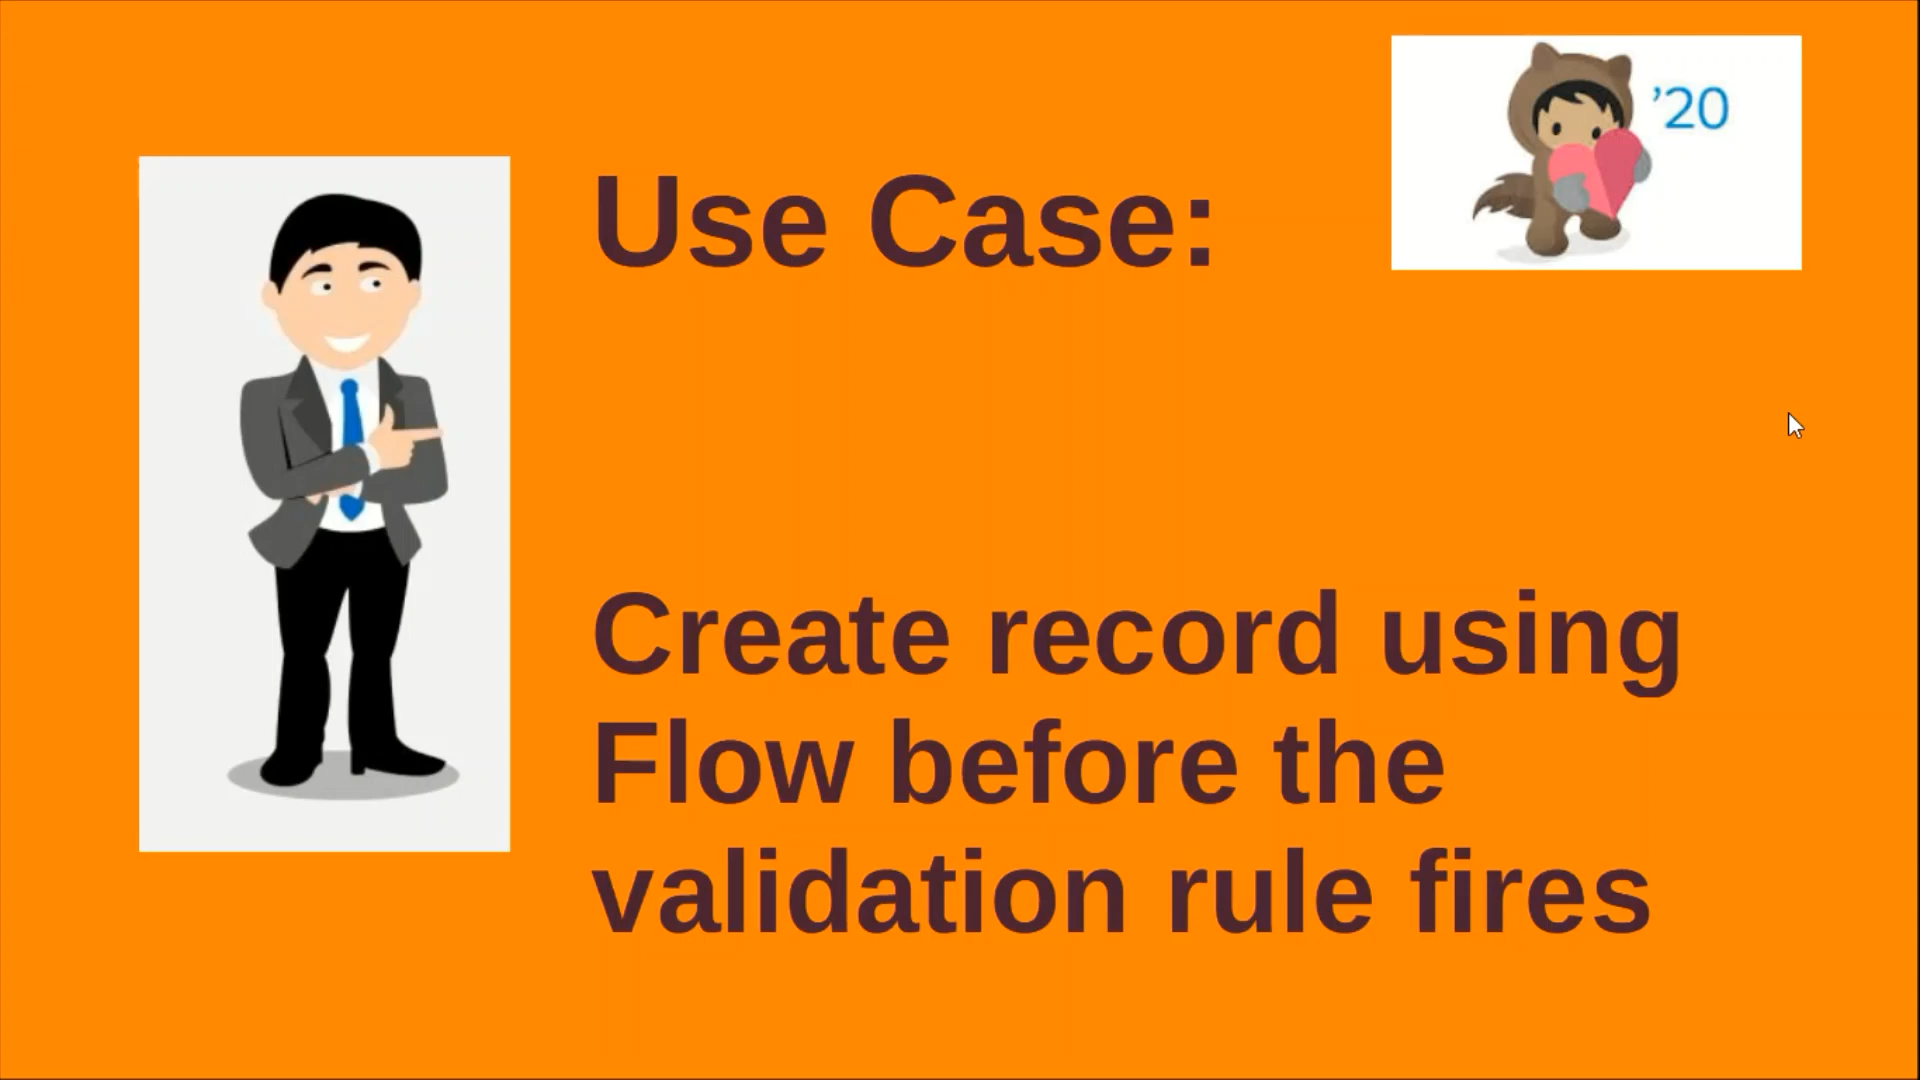 ’20
Use Case:
Create record using
Flow before the
validation rule fires